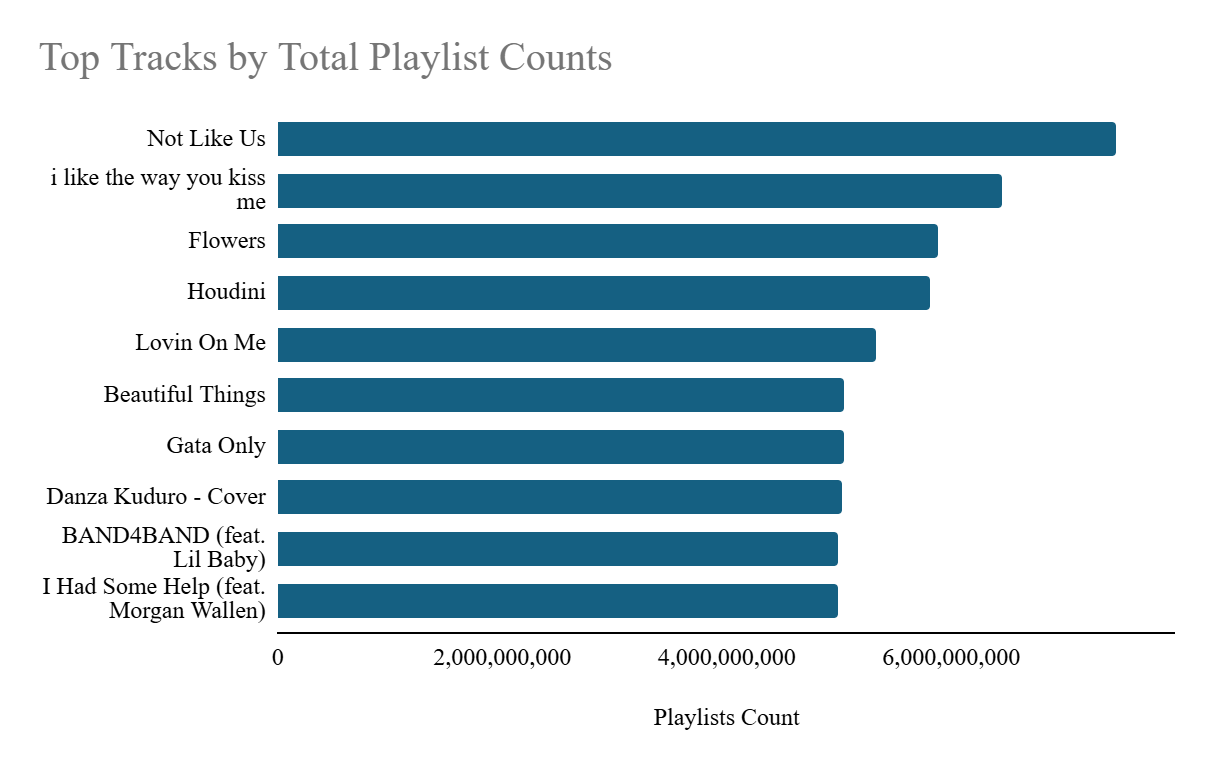 Top Tracks by Total Playlist Counts
Not Like Us
i like the way you kiss
me
Flowers
Houdini
Lovin On Me
Beautiful Things
Gata Only
Danza Kuduro - Cover
BAND4BAND (feat.
Lil Baby)
I Had Some Help (feat.
Morgan Wallen)
0
2,000,000,000
4,000,000,000
6,000,000,000
Playlists Count